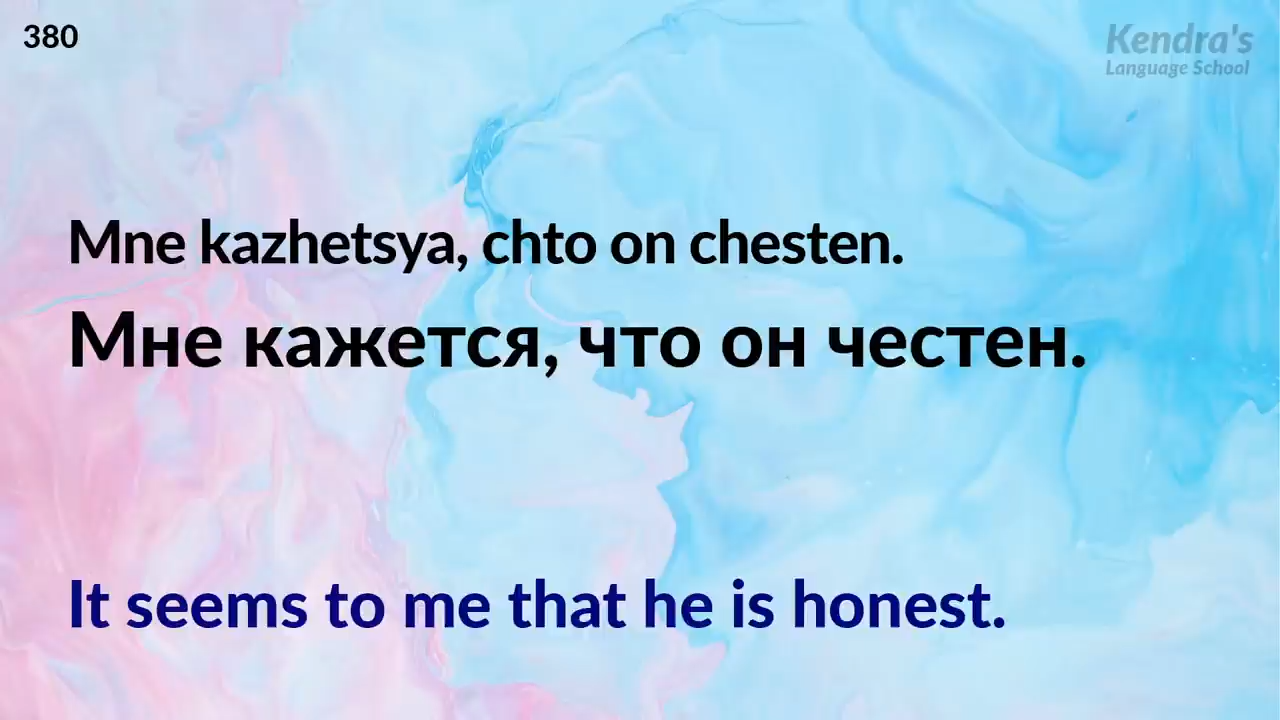 380
Kendra's
Language School
Mne kazhetsya, chto on chesten.
Мне кажется, что он честен.
It seems to me that he is honest.